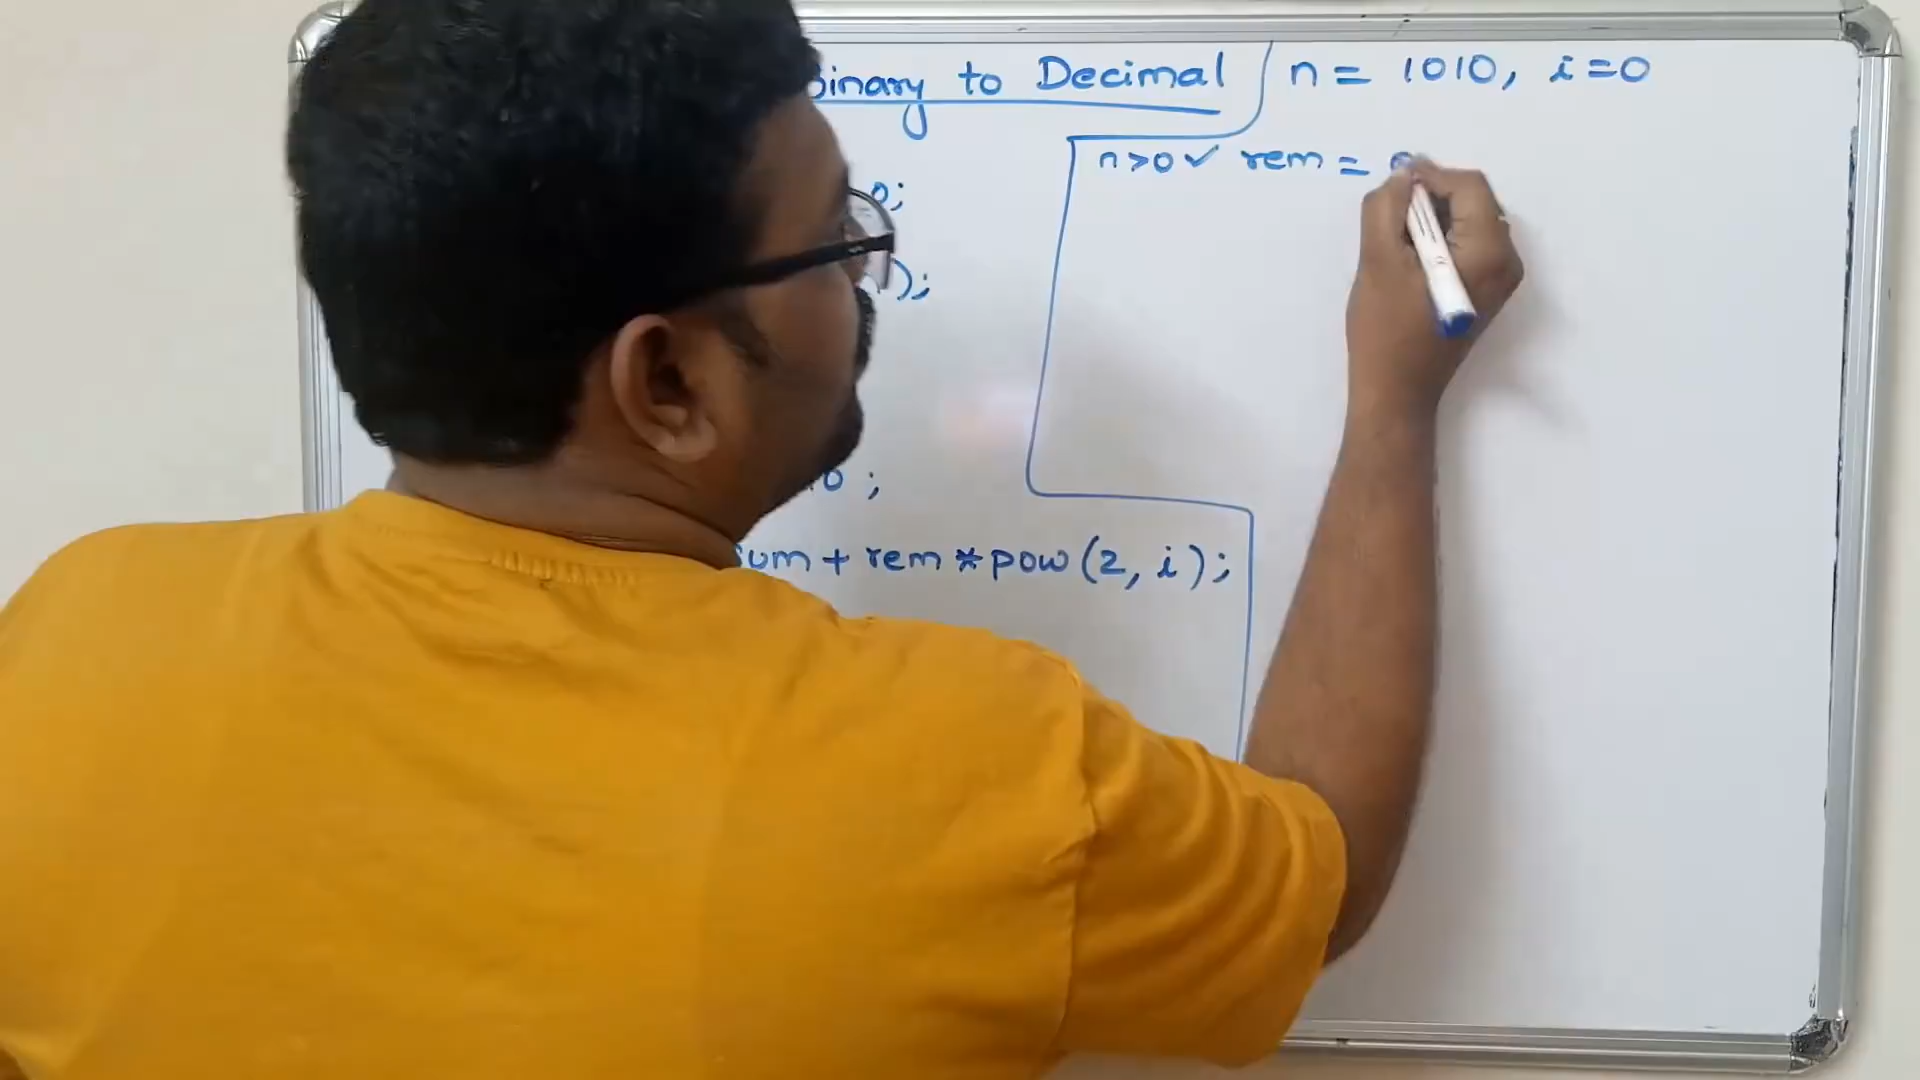 Binary to Decimal
n = 1010, i=0
n>0✓ rem =
0;
);
0 ;
sum + rem * pow (2, i);